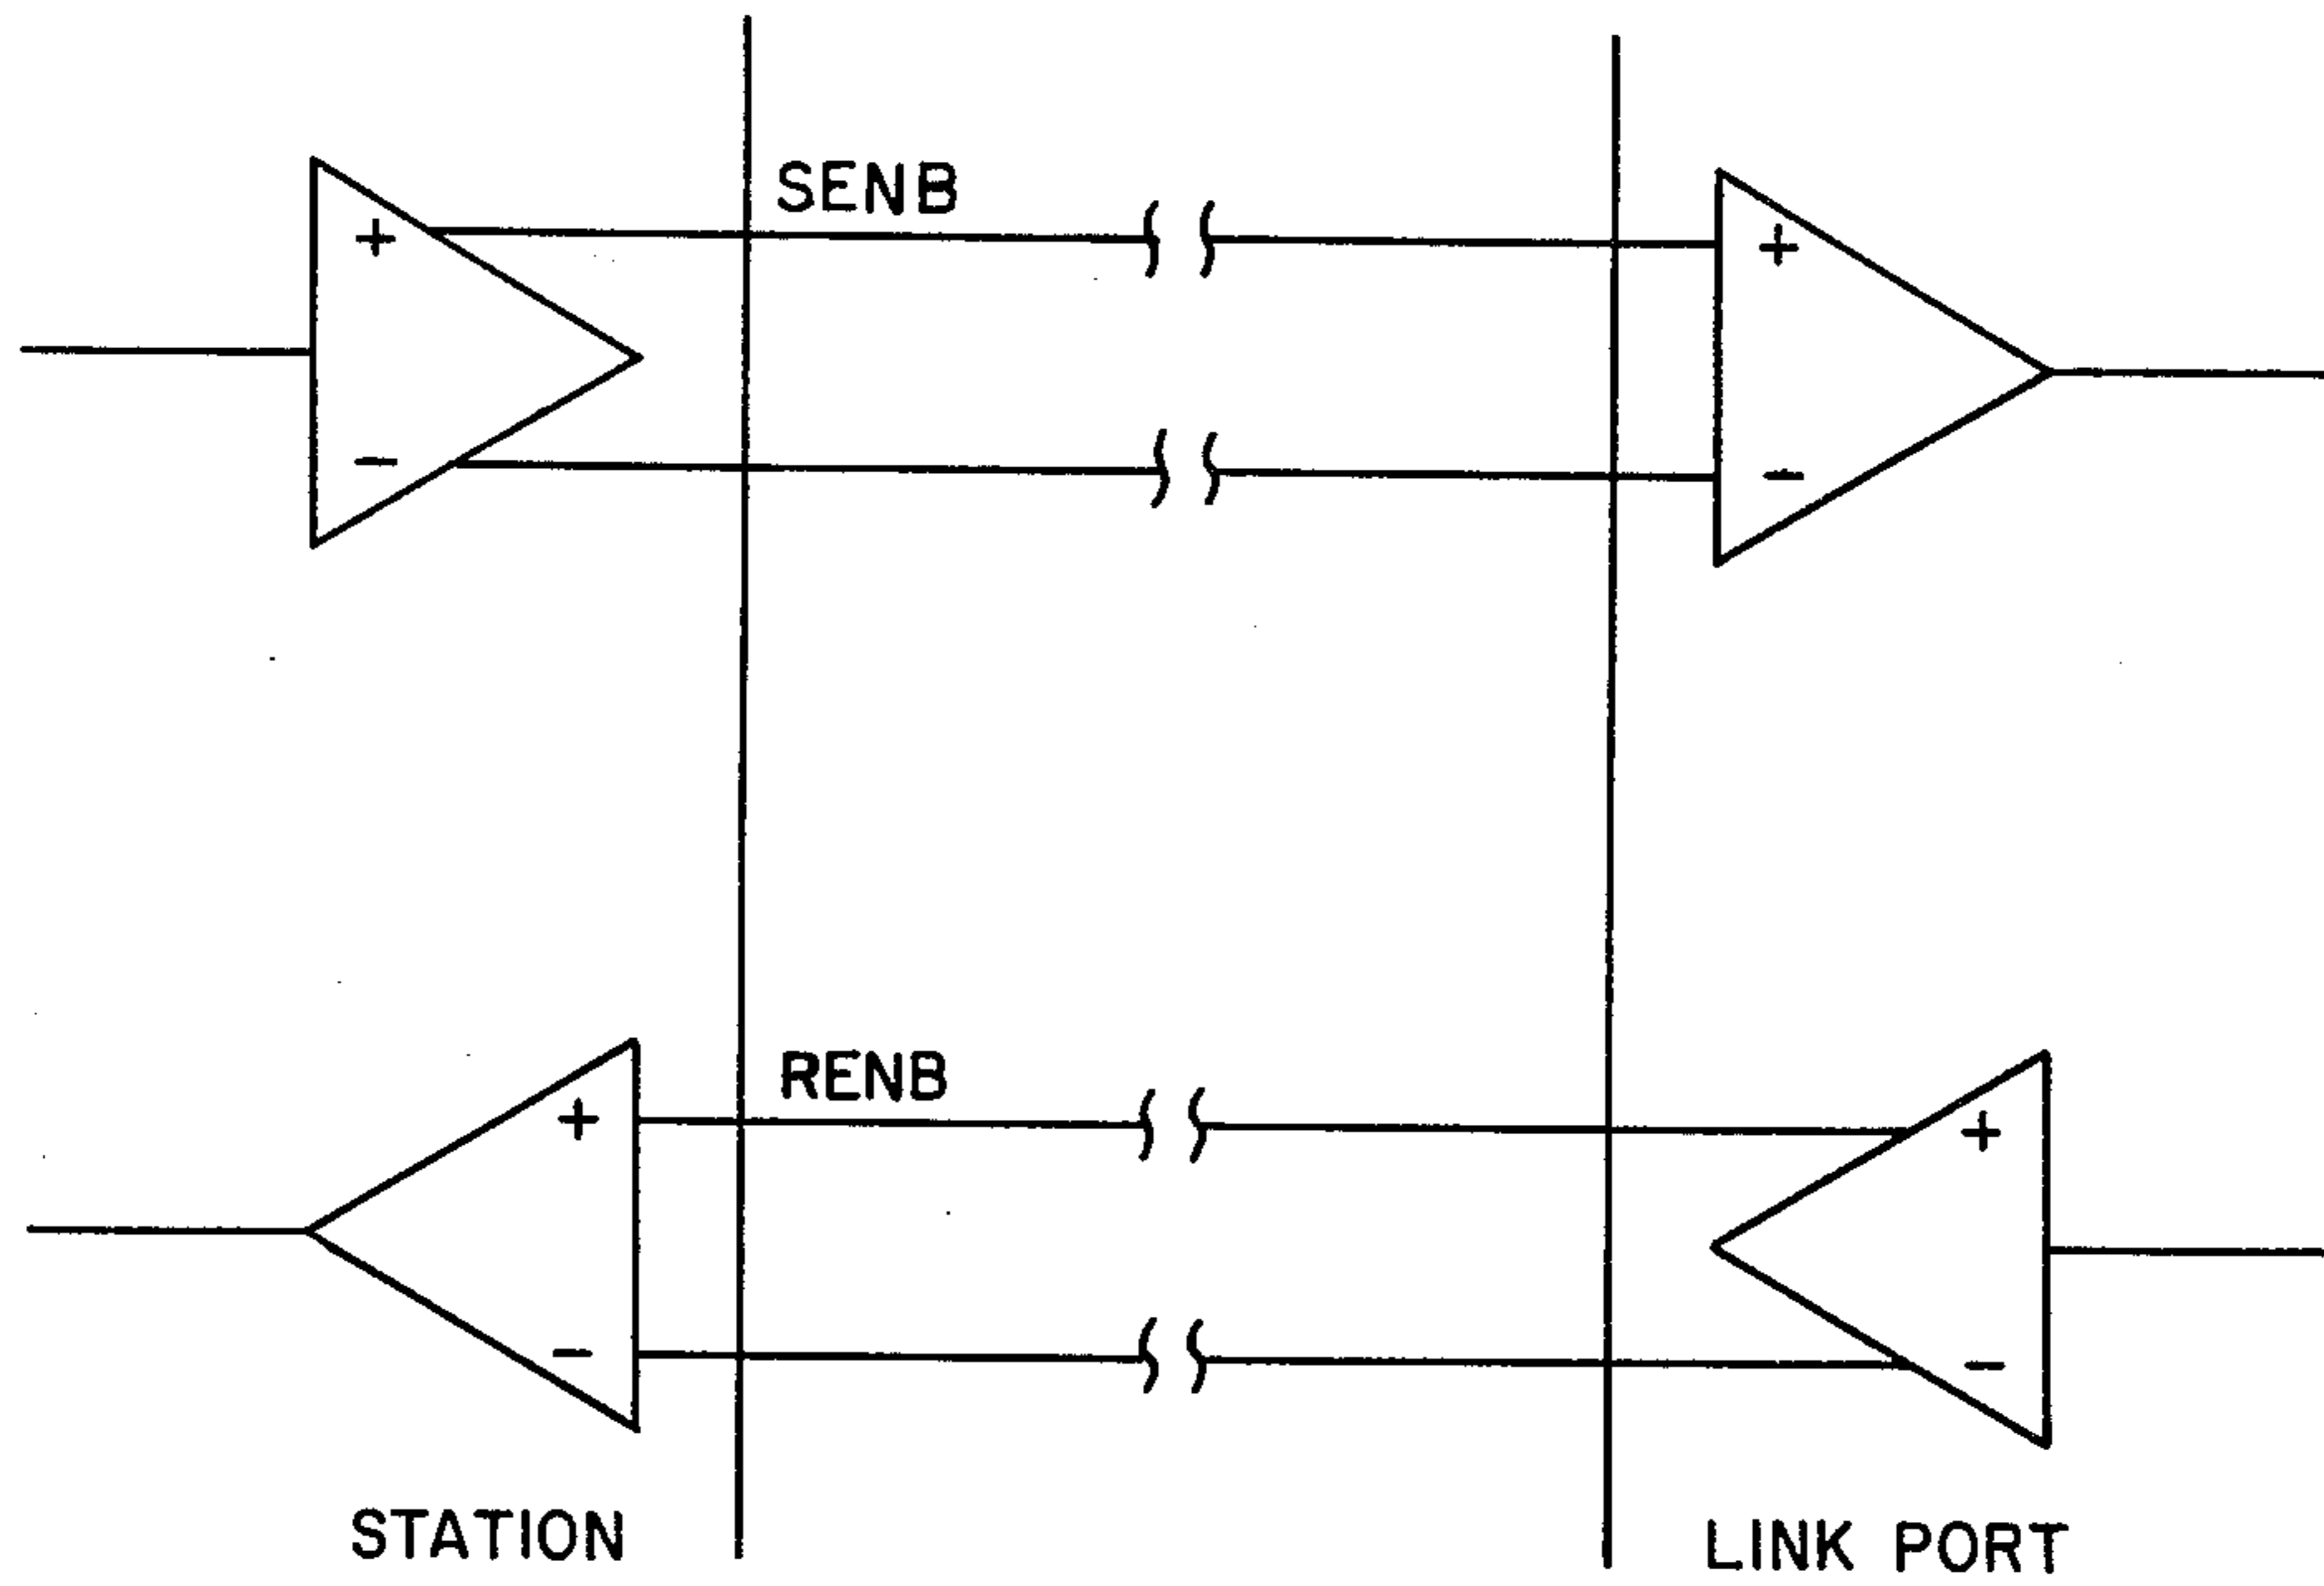 SENB
+
+
-
-
RENB
+
+
-
-
STATION
LINK PORT